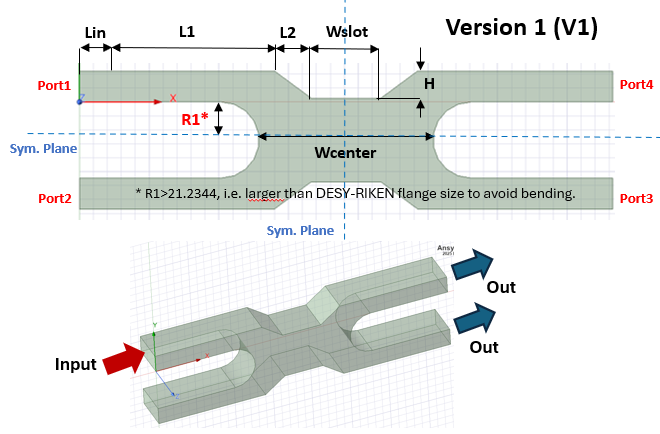 Version 1 (V1)
Lin
L1
L2
Wslot
Port1
Port4
H
Z
X
R1*
Sym. Plane
Wcenter
Port2
* R1>21.2344, i.e. larger than DESY-RIKEN flange size to avoid bending.
Port3
Sym. Plane
Ansy
Out
Y
Input
X
Out